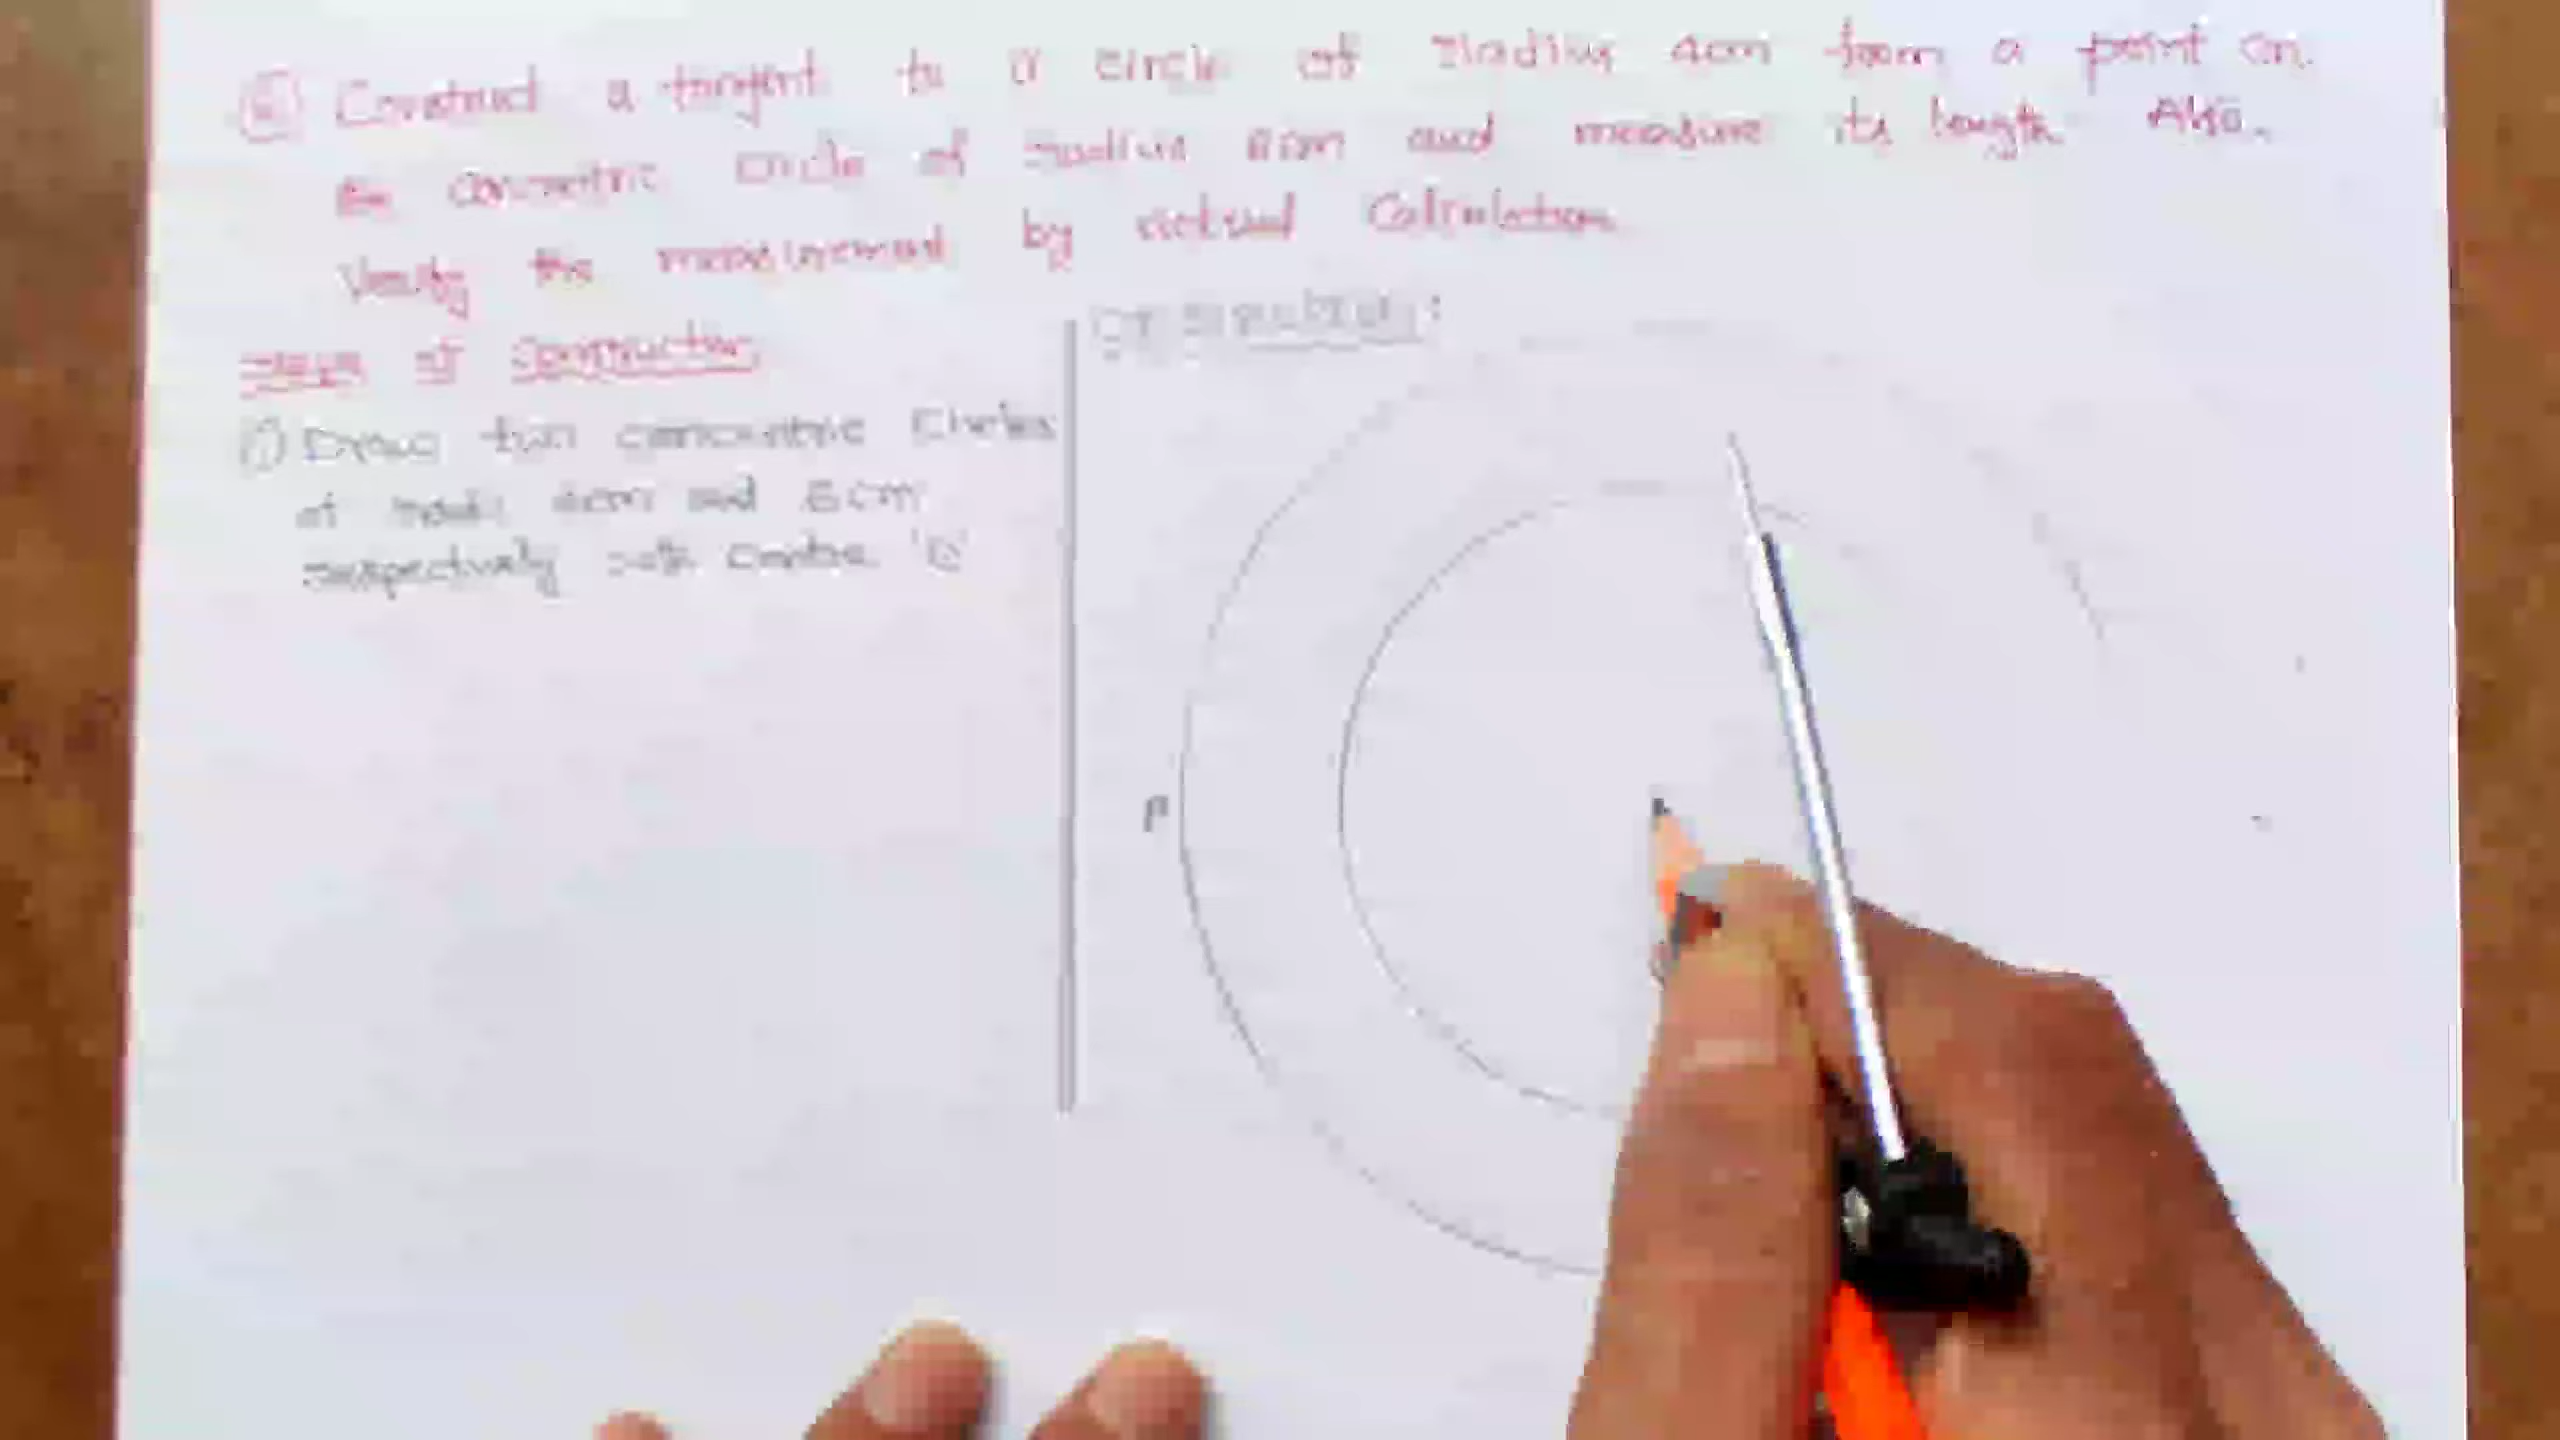 Construct a tangent to a circle of radius 4cm from a point on
the concentric circle of radius 6cm and measure its length. Also
Verify the measurement by actual Calculation.
Steps of Construction
Construction:
(i) Draw two concentric Circles
of radii 4cm and 6cm
respectively with centre 'O'
P